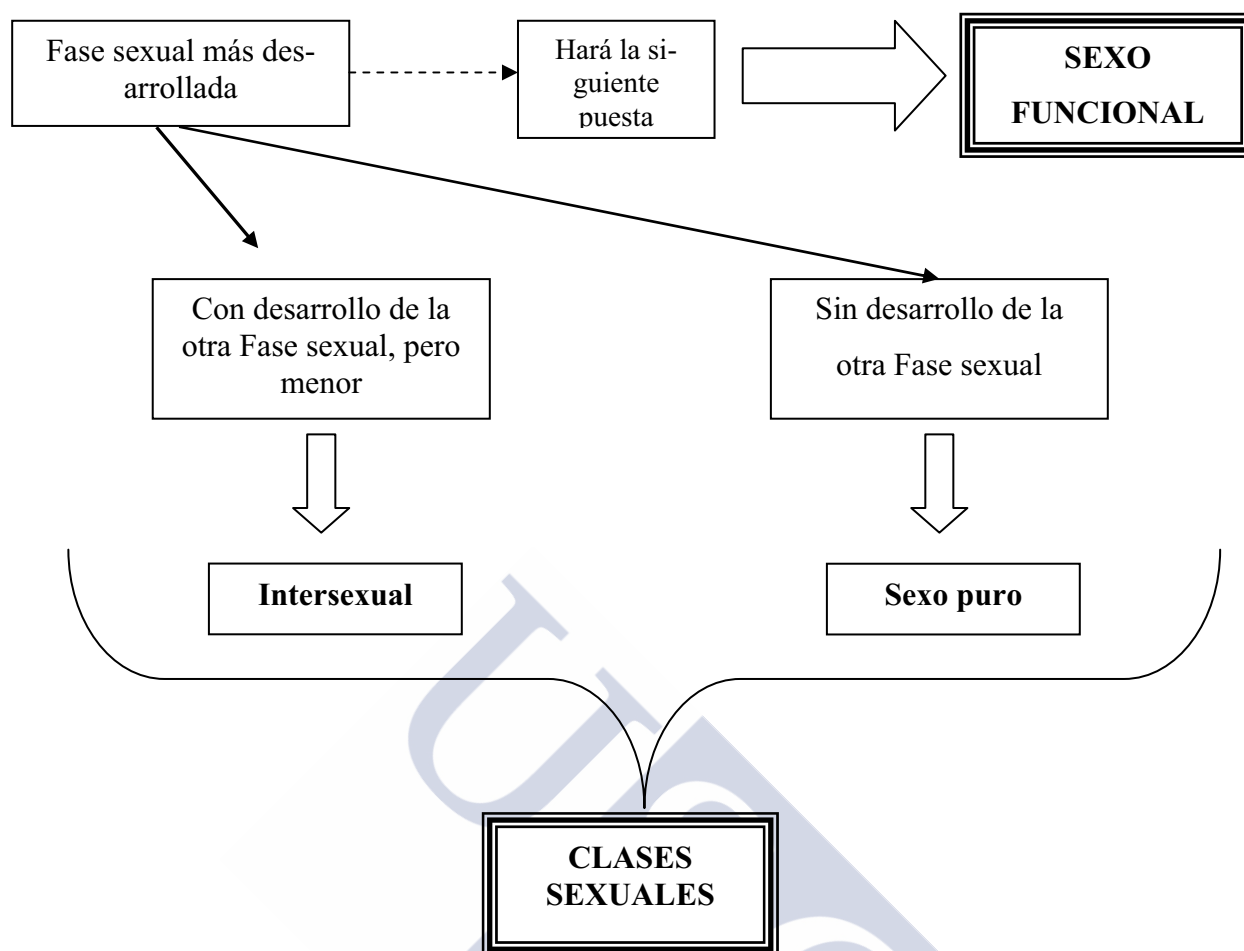 Fase sexual más des-
arrollada
Hará la si-
guiente
puesta
SEXO
FUNCIONAL
Con desarrollo de la
otra Fase sexual, pero
menor
Sin desarrollo de la
otra Fase sexual
Intersexual
Sexo puro
CLASES
SEXUALES